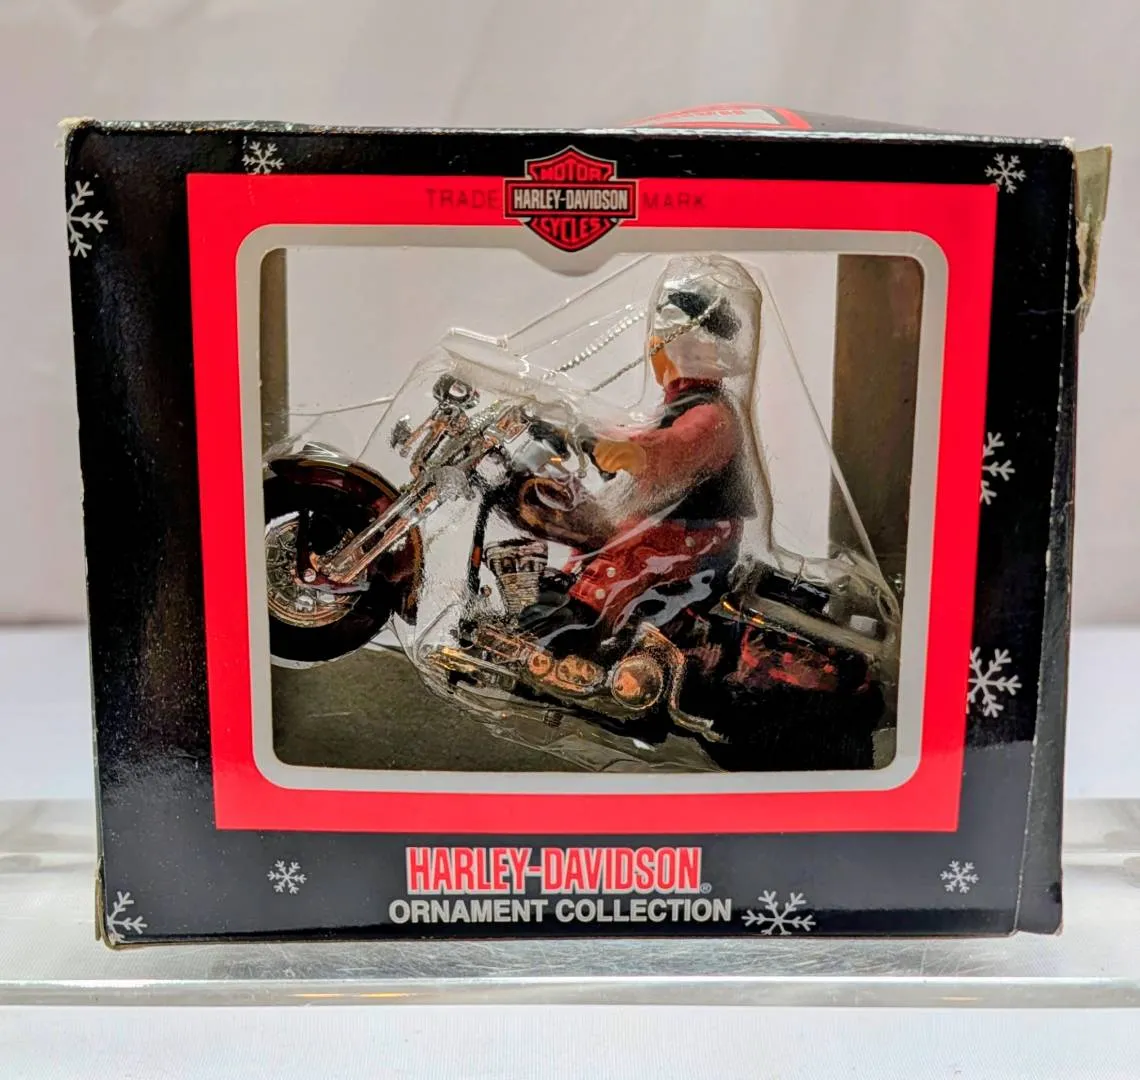 MOTOR
TRADE HARLEY-DAVIDSON MARK
CYCLES
HARLEY-DAVIDSON®
ORNAMENT COLLECTION